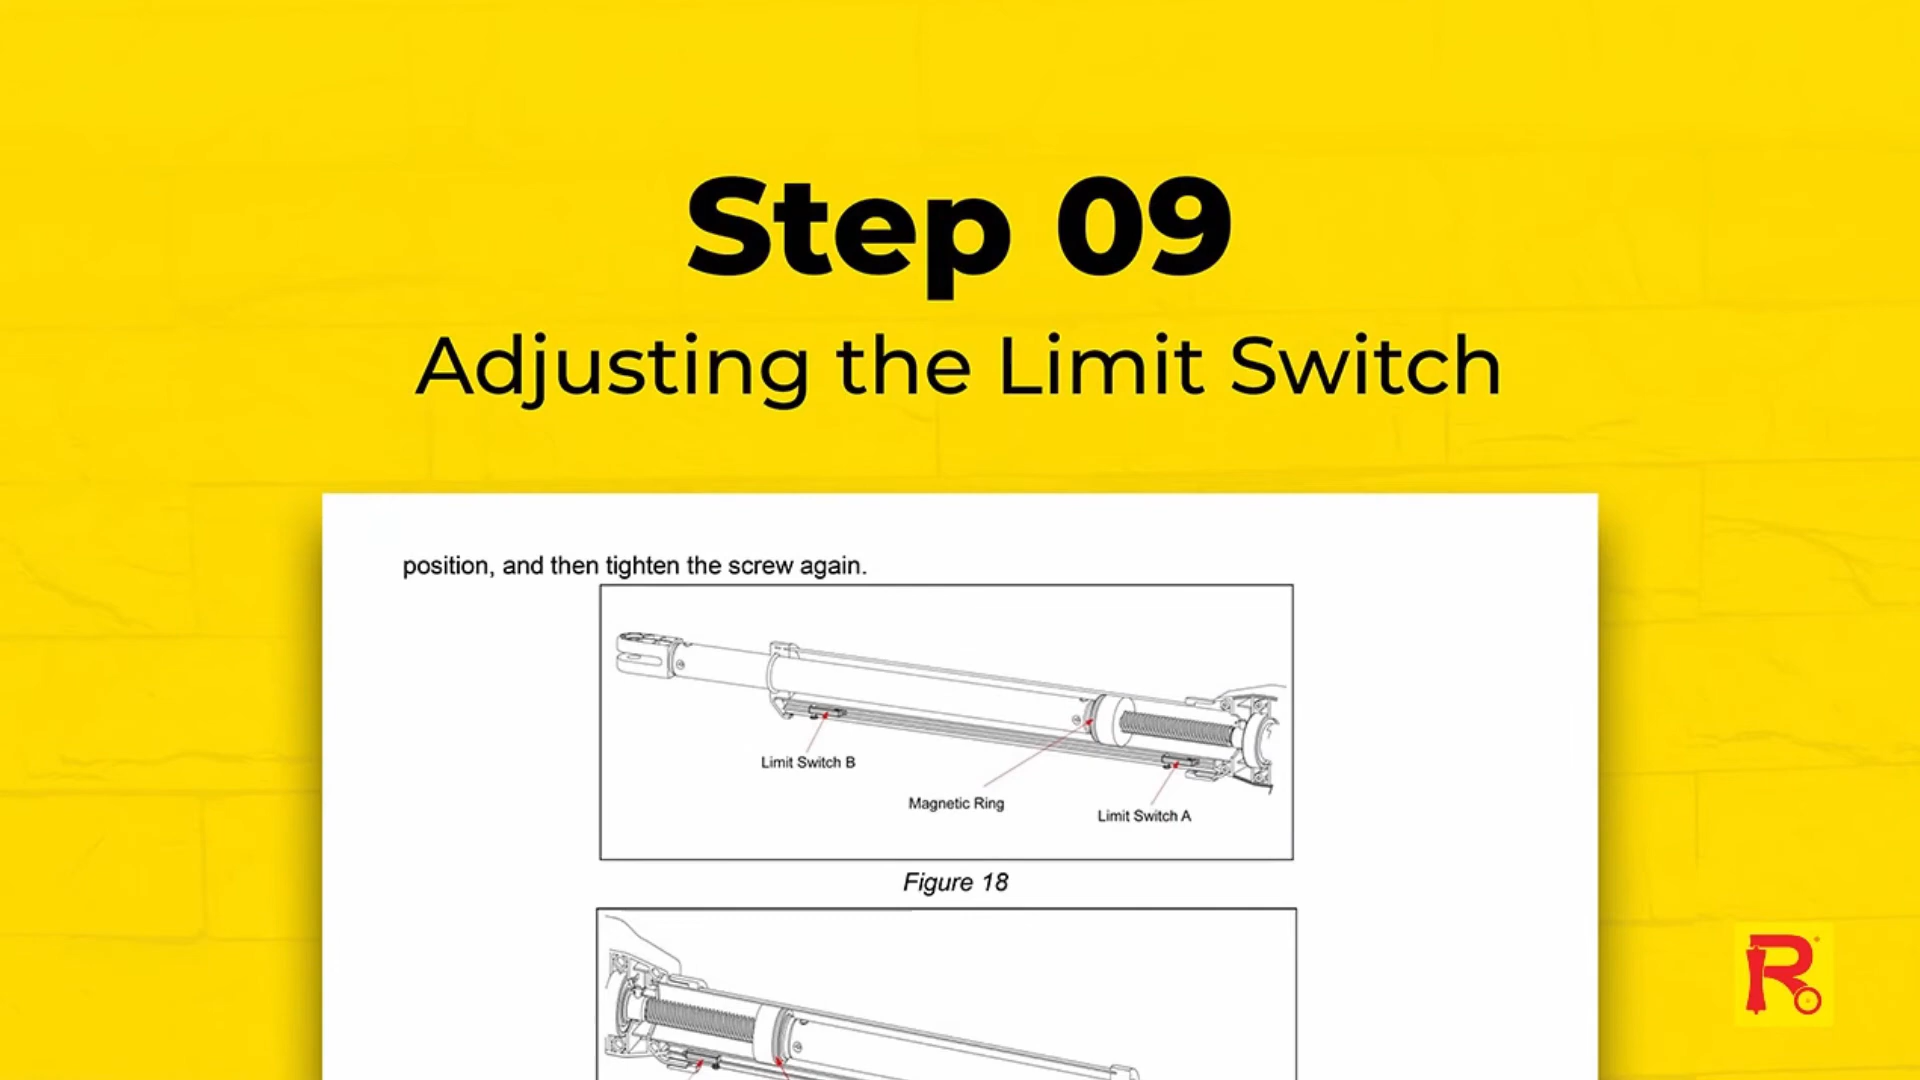 Step 09
Adjusting the Limit Switch
position, and then tighten the screw again.
Limit Switch B
Magnetic Ring
Limit Switch A
Figure 18
R